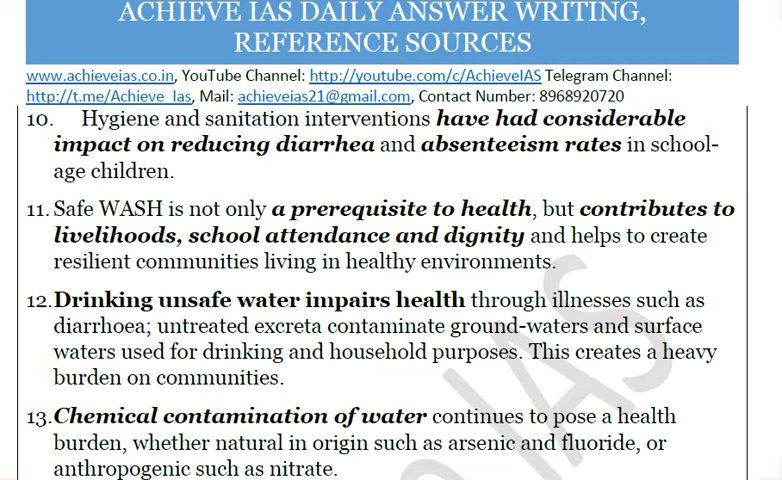 ACHIEVE IAS DAILY ANSWER WRITING,
REFERENCE SOURCES
www.achieveias.co.in, YouTube Channel: http://youtube.com/c/AchieveIAS Telegram Channel:
http://t.me/Achieve_Ias, Mail: achieveias21@gmail.com, Contact Number: 8968920720
10. Hygiene and sanitation interventions have had considerable
impact on reducing diarrhea and absenteeism rates in school-
age children.
11. Safe WASH is not only a prerequisite to health, but contributes to
livelihoods, school attendance and dignity and helps to create
resilient communities living in healthy environments.
12. Drinking unsafe water impairs health through illnesses such as
diarrhoea; untreated excreta contaminate ground-waters and surface
waters used for drinking and household purposes. This creates a heavy
burden on communities.
13. Chemical contamination of water continues to pose a health
burden, whether natural in origin such as arsenic and fluoride, or
anthropogenic such as nitrate.
IAS